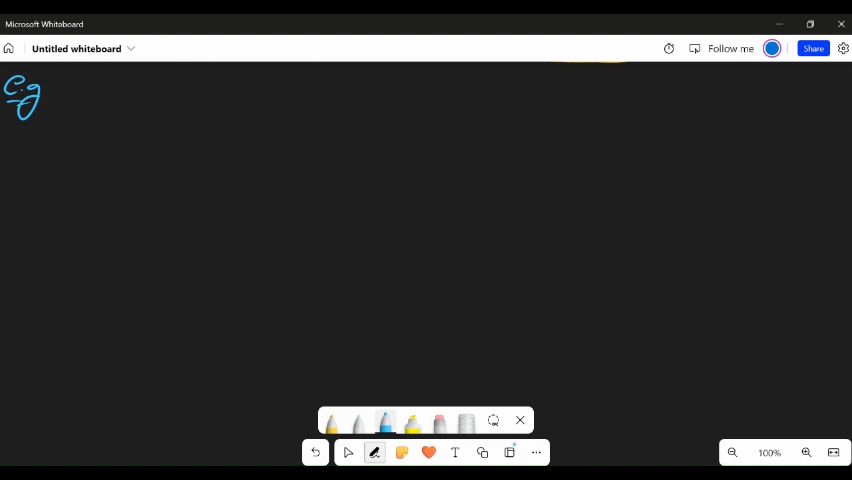 Microsoft Whiteboard
Untitled whiteboard
Follow me
Share
e.g
T
100%